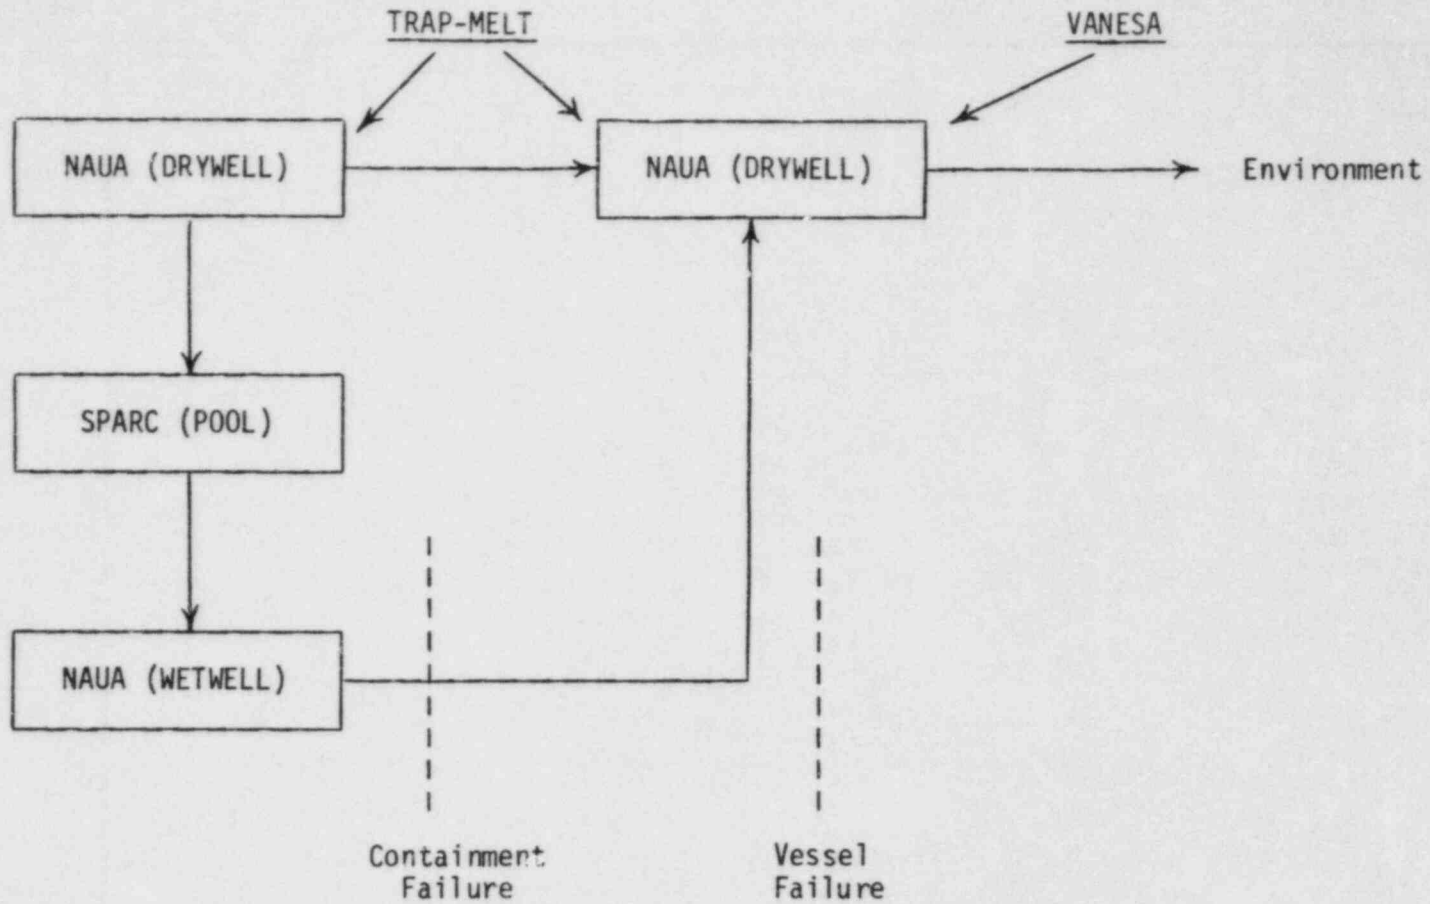 TRAP-MELT
VANESA
NAUA (DRYWELL)
NAUA (DRYWELL)
Environment
SPARC (POOL)
NAUA (WETWELL)
Containment
Failure
Vessel
Failure